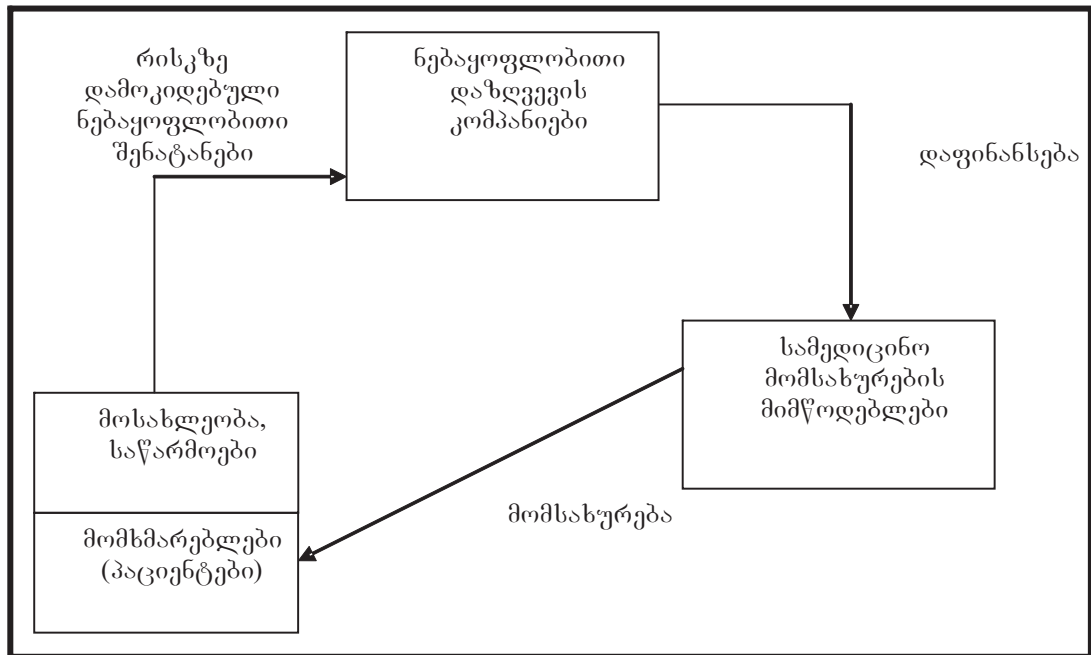 რისკზე
დამოკიდებული
ნებაყოფლობითი
შენატანები
ნებაყოფლობითი
დაზღვევის
კომპანიები
დაფინანსება
სამედიცინო
მომსახურების
მიმწოდებლები
მოსახლეობა,
საწარმოები
მომსახურება
მომხმარებლები
(პაციენტები)